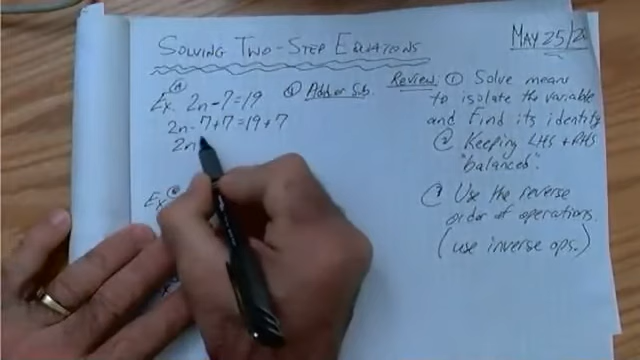 MAY 25/2
SOLVING TWO-STEP EQUATIONS
Ex. (A) 2n-7=19
① Add or Sub.
2n-7+7=19+7
2n
Ex (B)
Review: ① Solve means
to isolate the variable
and find its identity
② Keeping LHS + RHS
"balanced".
Use the reverse
order of operations.
(use inverse ops.)